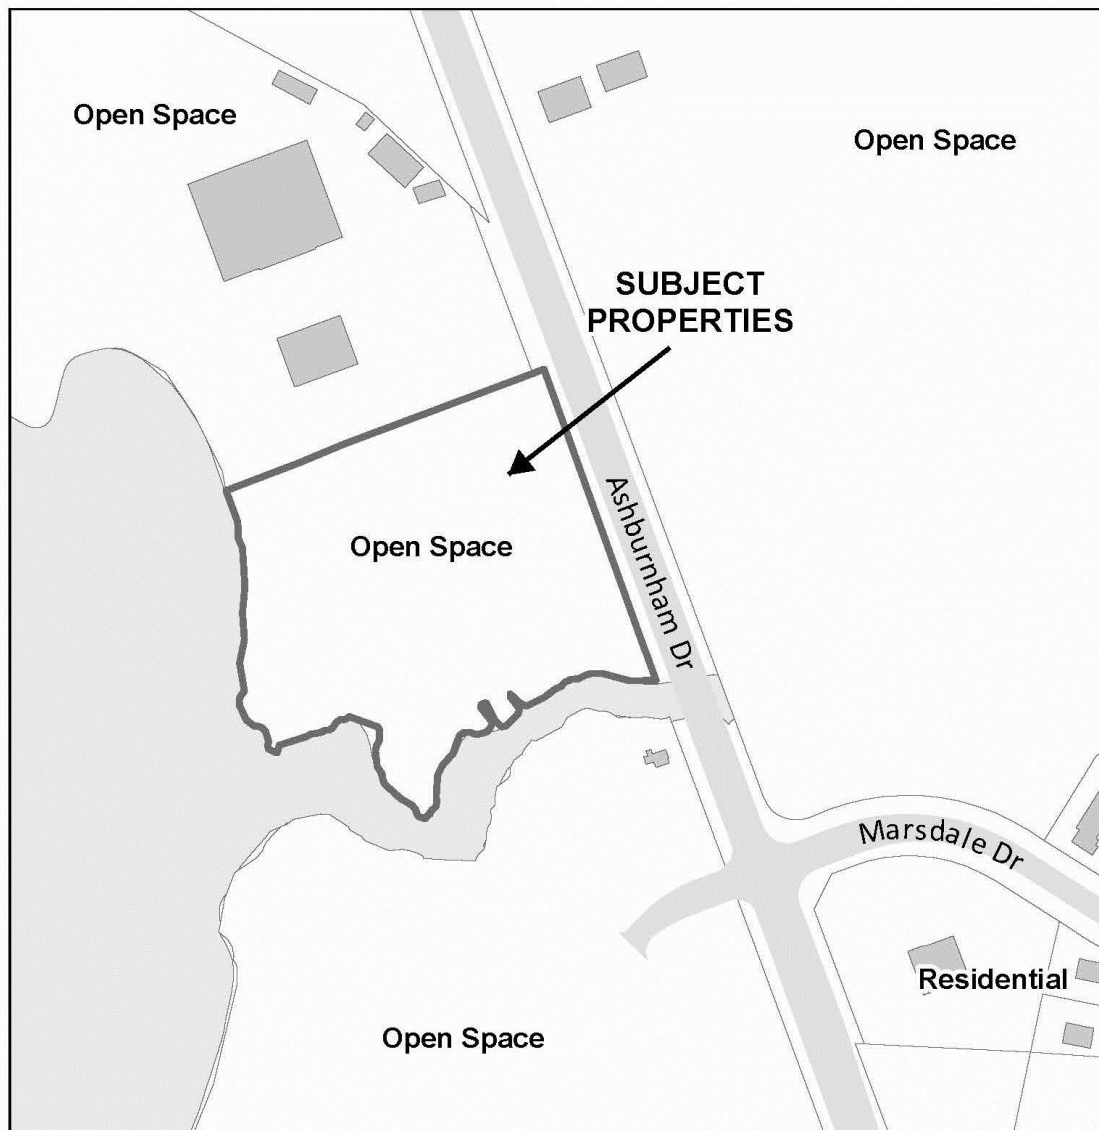 Open Space
Open Space
SUBJECT
PROPERTIES
Open Space
Ashburnham Dr
Marsdale Dr
Residential
Open Space